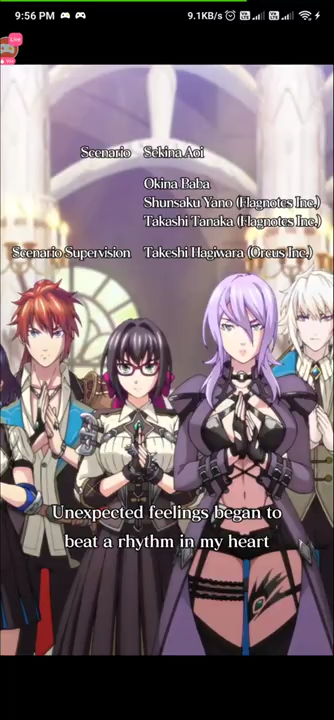 9:56 PM
9.1KB/s
Live
Scenario Sekina Aoi
Okina Baba
Shunsaku Yano (Flagnotes Inc.)
Takashi Tanaka (Flagnotes Inc.)
Scenario Supervision Takeshi Hagiwara (Orcus Inc.)
Unexpected feelings began to
beat a rhythm in my heart